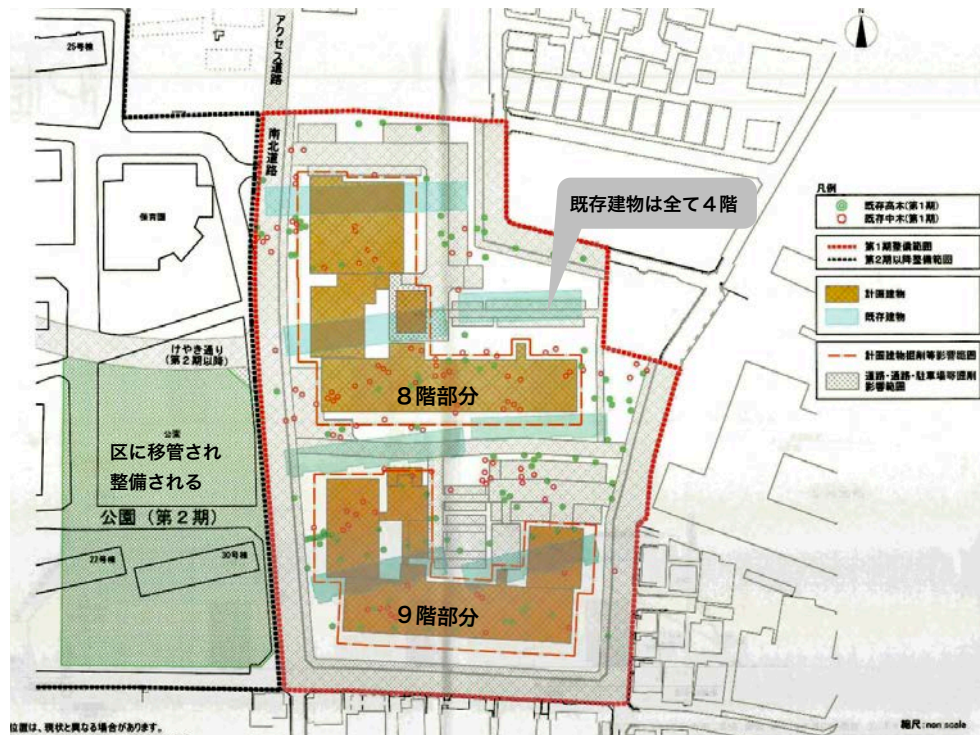 N
25号棟
アクセス道路
南北道路
保育園
既存建物は全て４階
凡例
既存高木(第1期)
既存中木(第1期)
第1期整備範囲
第2期以降整備範囲
計画建物
既存建物
計画建物掘削等影響範囲
道路・通路・駐車場等掘削
影響範囲
けやき通り
(第2期以降)
８階部分
公園
区に移管され
整備される
公園（第２期）
22号棟
30号棟
９階部分
位置は、現状と異なる場合があります。
縮尺:non scale